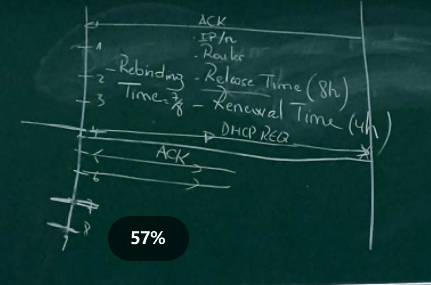 ACK
- IP/n
1
- Router
2 - Rebinding - Release Time (8h)
3 Time = 7/8 - Renewal Time (4h)
4 DHCP REQ
ACK
6
7
8
57%